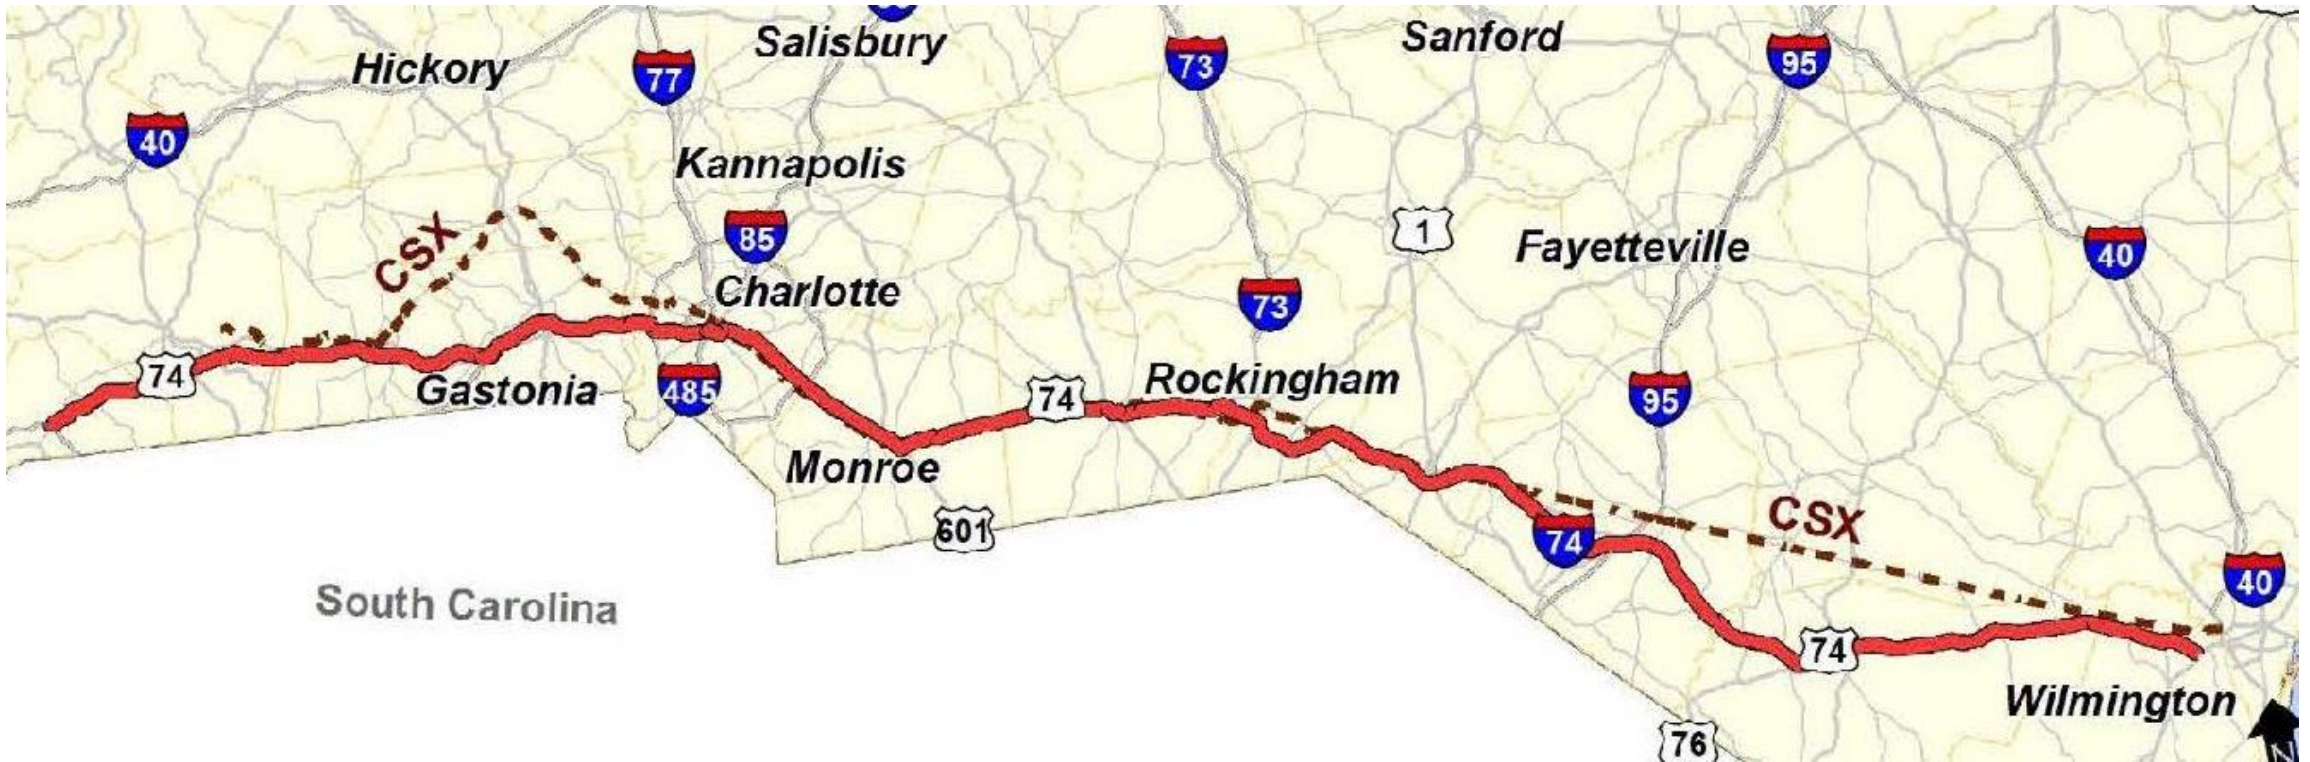 Salisbury
Sanford
Hickory
77
73
95
40
Kannapolis
CSX
85
1
Fayetteville
40
Charlotte
73
74
Gastonia
485
74
Rockingham
95
Monroe
601
CSX
74
40
South Carolina
74
Wilmington
76
N